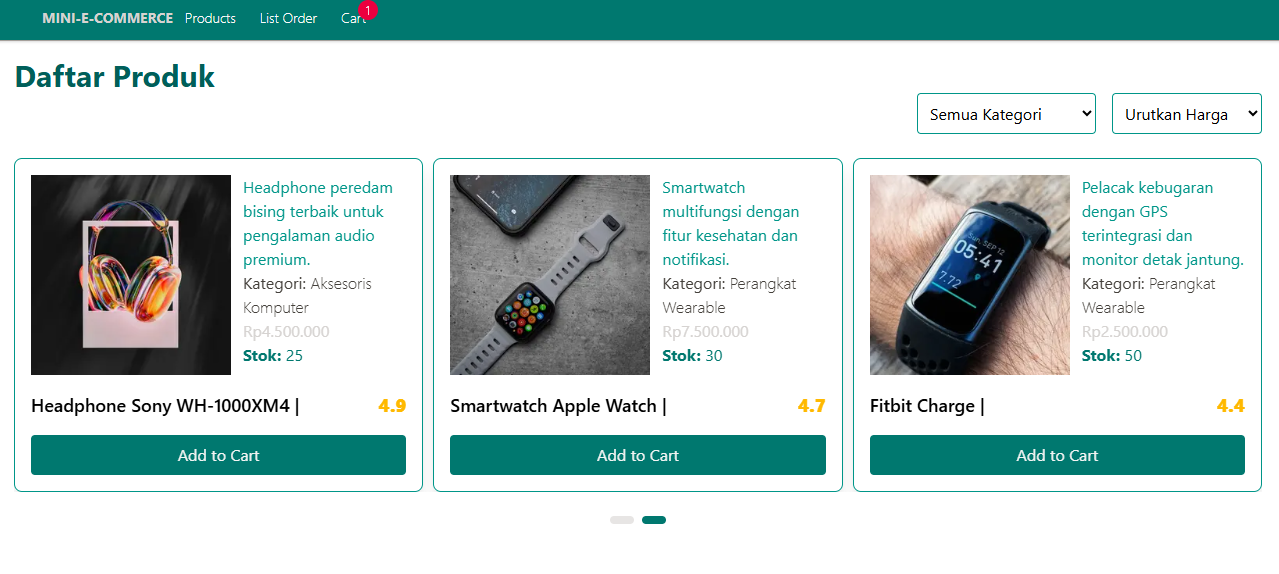 MINI-E-COMMERCE Products List Order Cart 1
Daftar Produk
Semua Kategori Urutkan Harga
Headphone peredam
bising terbaik untuk
pengalaman audio
premium.
Kategori: Aksesoris
Komputer
Rp4.500.000
Stok: 25
Headphone Sony WH-1000XM4 | 4.9
Add to Cart
Smartwatch
multifungsi dengan
fitur kesehatan dan
notifikasi.
Kategori: Perangkat
Wearable
Rp7.500.000
Stok: 30
Smartwatch Apple Watch | 4.7
Add to Cart
Sun, SEP 12
05:41
7.72
Pelacak kebugaran
dengan GPS
terintegrasi dan
monitor detak jantung.
Kategori: Perangkat
Wearable
Rp2.500.000
Stok: 50
Fitbit Charge | 4.4
Add to Cart